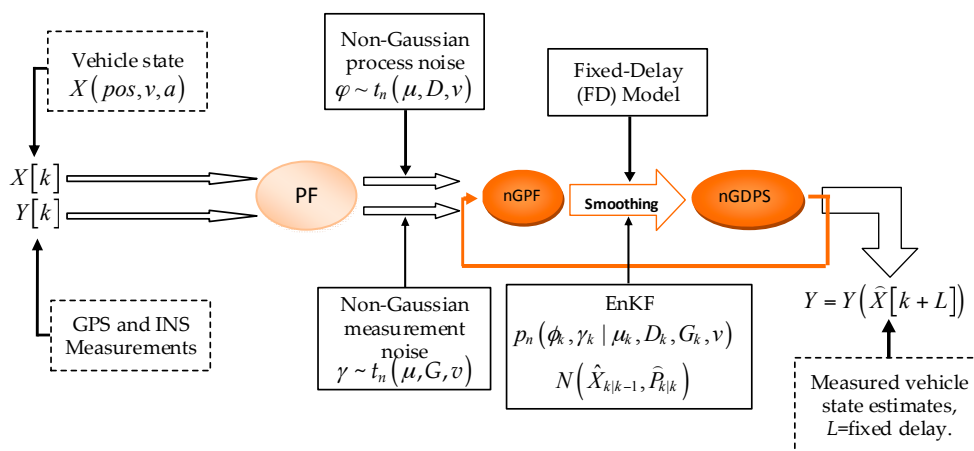 Vehicle state
X(pos, v, a)
Non-Gaussian
process noise
φ ~ t_n(μ, D, v)
Fixed-Delay
(FD) Model
X[k]
Y[k]
PF
nGPF
Smoothing
nGDPS
GPS and INS
Measurements
Non-Gaussian
measurement
noise
γ ~ t_n(μ, G, υ)
EnKF
p_n(ϕ_k, γ_k | μ_k, D_k, G_k, v)
N(X̂_{k|k−1}, P̂_{k|k})
Y = Y(X̂[k + L])
Measured vehicle
state estimates,
L=fixed delay.